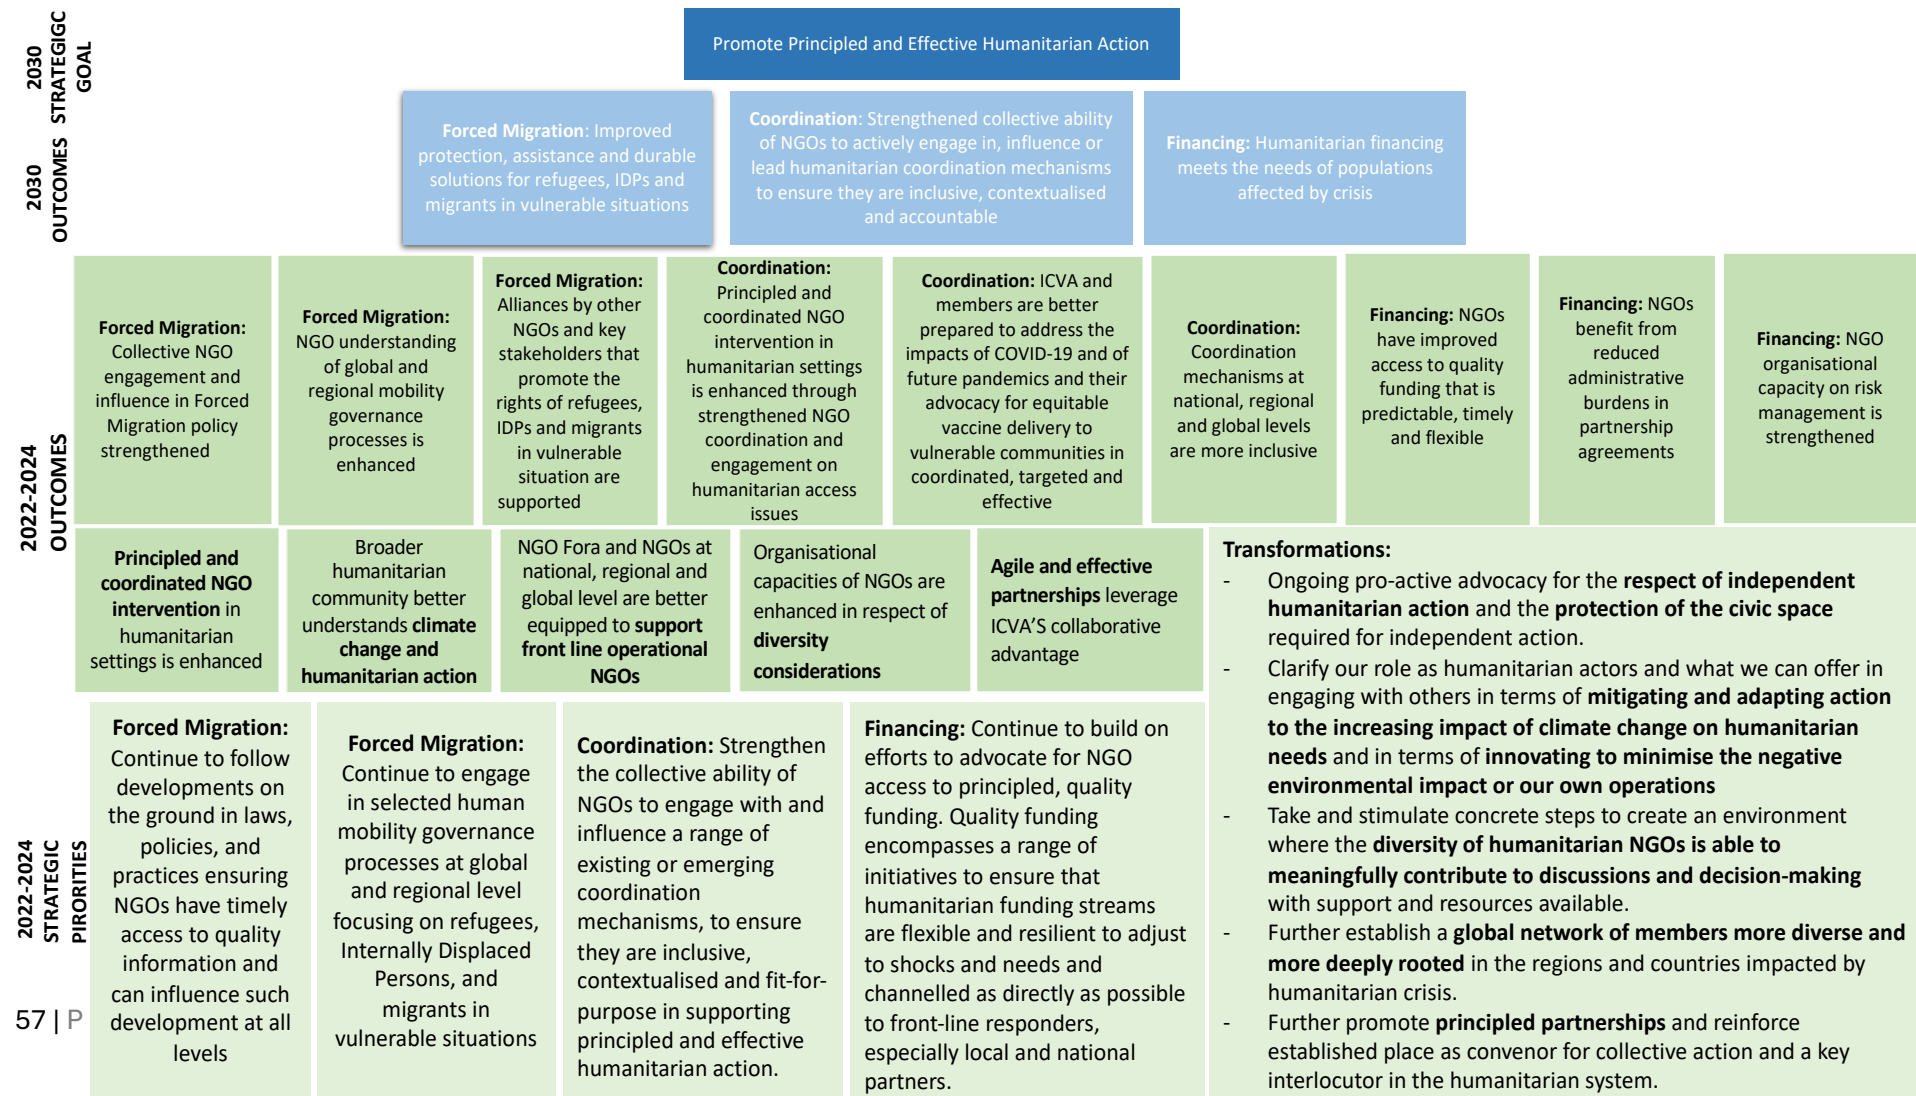 2030
STRATEGIGC
GOAL
Promote Principled and Effective Humanitarian Action
2030
OUTCOMES
Forced Migration: Improved
protection, assistance and durable
solutions for refugees, IDPs and
migrants in vulnerable situations
Coordination: Strengthened collective ability
of NGOs to actively engage in, influence or
lead humanitarian coordination mechanisms
to ensure they are inclusive, contextualised
and accountable
Financing: Humanitarian financing
meets the needs of populations
affected by crisis
2022-2024
OUTCOMES
Forced Migration:
Collective NGO
engagement and
influence in Forced
Migration policy
strengthened
Forced Migration:
NGO understanding
of global and
regional mobility
governance
processes is
enhanced
Forced Migration:
Alliances by other
NGOs and key
stakeholders that
promote the
rights of refugees,
IDPs and migrants
in vulnerable
situation are
supported
Coordination:
Principled and
coordinated NGO
intervention in
humanitarian settings
is enhanced through
strengthened NGO
coordination and
engagement on
humanitarian access
issues
Coordination: ICVA and
members are better
prepared to address the
impacts of COVID-19 and of
future pandemics and their
advocacy for equitable
vaccine delivery to
vulnerable communities in
coordinated, targeted and
effective
Coordination:
Coordination
mechanisms at
national, regional
and global levels
are more inclusive
Financing: NGOs
have improved
access to quality
funding that is
predictable, timely
and flexible
Financing: NGOs
benefit from
reduced
administrative
burdens in
partnership
agreements
Financing: NGO
organisational
capacity on risk
management is
strengthened
Principled and
coordinated NGO
intervention in
humanitarian
settings is enhanced
Broader
humanitarian
community better
understands climate
change and
humanitarian action
NGO Fora and NGOs at
national, regional and
global level are better
equipped to support
front line operational
NGOs
Organisational
capacities of NGOs are
enhanced in respect of
diversity
considerations
Agile and effective
partnerships leverage
ICVA'S collaborative
advantage
2022-2024
STRATEGIC
PIRORITIES
Forced Migration:
Continue to follow
developments on
the ground in laws,
policies, and
practices ensuring
NGOs have timely
access to quality
information and
can influence such
development at all
levels
Forced Migration:
Continue to engage
in selected human
mobility governance
processes at global
and regional level
focusing on refugees,
Internally Displaced
Persons, and
migrants in
vulnerable situations
Coordination: Strengthen
the collective ability of
NGOs to engage with and
influence a range of
existing or emerging
coordination
mechanisms, to ensure
they are inclusive,
contextualised and fit-for-
purpose in supporting
principled and effective
humanitarian action.
Financing: Continue to build on
efforts to advocate for NGO
access to principled, quality
funding. Quality funding
encompasses a range of
initiatives to ensure that
humanitarian funding streams
are flexible and resilient to adjust
to shocks and needs and
channelled as directly as possible
to front-line responders,
especially local and national
partners.
Transformations:
- Ongoing pro-active advocacy for the respect of independent
humanitarian action and the protection of the civic space
required for independent action.
- Clarify our role as humanitarian actors and what we can offer in
engaging with others in terms of mitigating and adapting action
to the increasing impact of climate change on humanitarian
needs and in terms of innovating to minimise the negative
environmental impact or our own operations
- Take and stimulate concrete steps to create an environment
where the diversity of humanitarian NGOs is able to
meaningfully contribute to discussions and decision-making
with support and resources available.
- Further establish a global network of members more diverse and
more deeply rooted in the regions and countries impacted by
humanitarian crisis.
- Further promote principled partnerships and reinforce
established place as convenor for collective action and a key
interlocutor in the humanitarian system.
57 | P